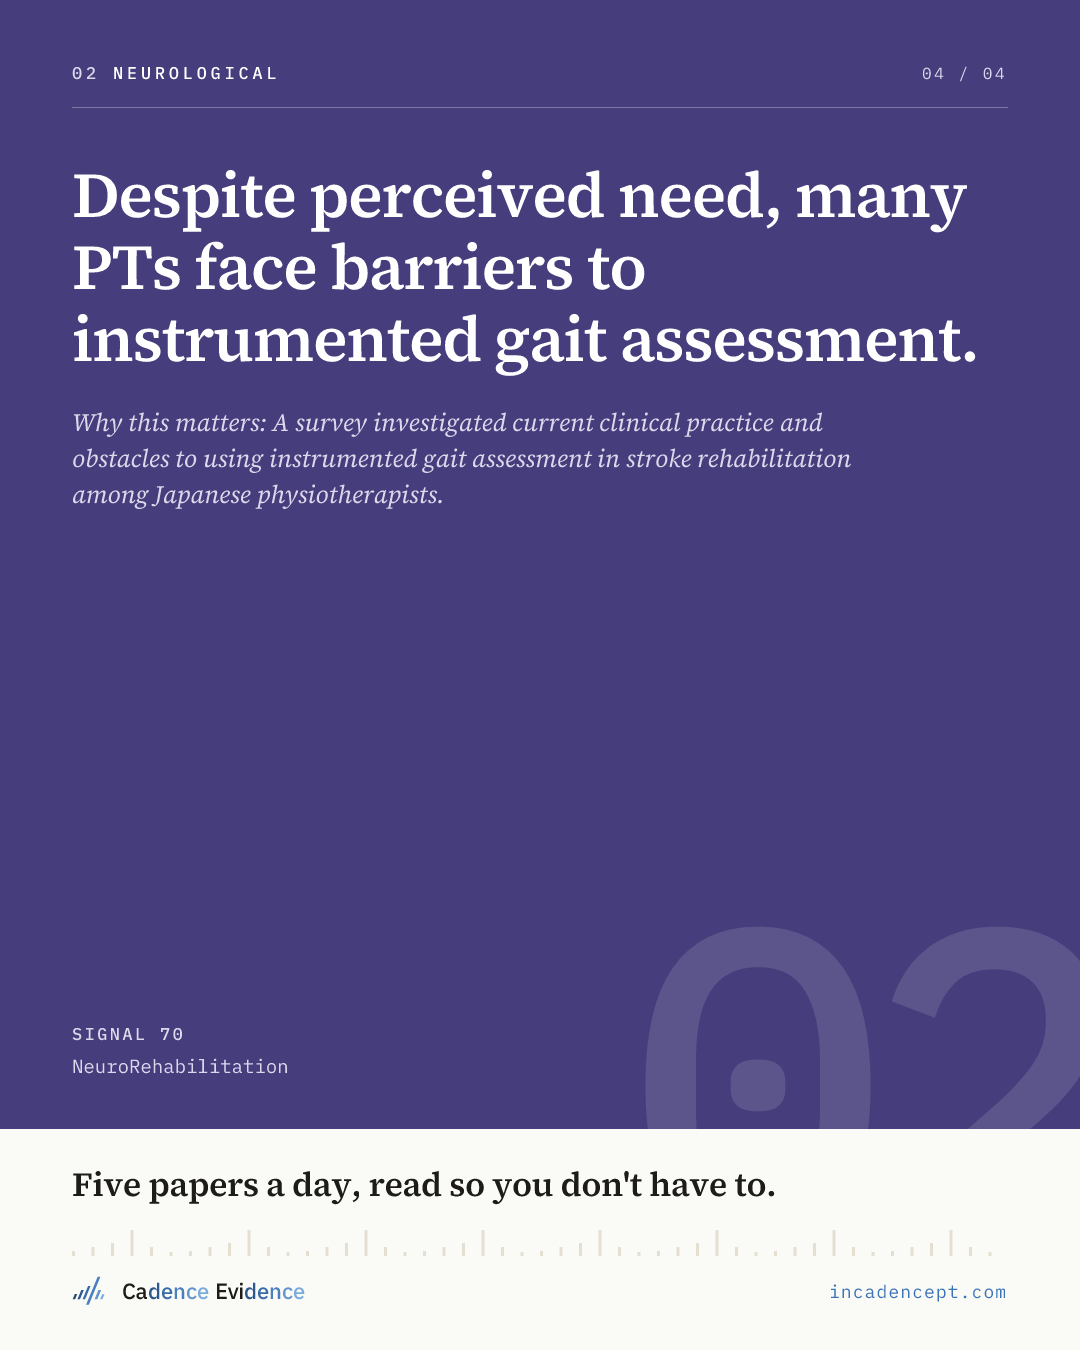 02 NEUROLOGICAL
04 / 04
Despite perceived need, many
PTs face barriers to
instrumented gait assessment.
Why this matters: A survey investigated current clinical practice and
obstacles to using instrumented gait assessment in stroke rehabilitation
among Japanese physiotherapists.
02
SIGNAL 70
NeuroRehabilitation
Five papers a day, read so you don't have to.
Cadence Evidence
incadencept.com